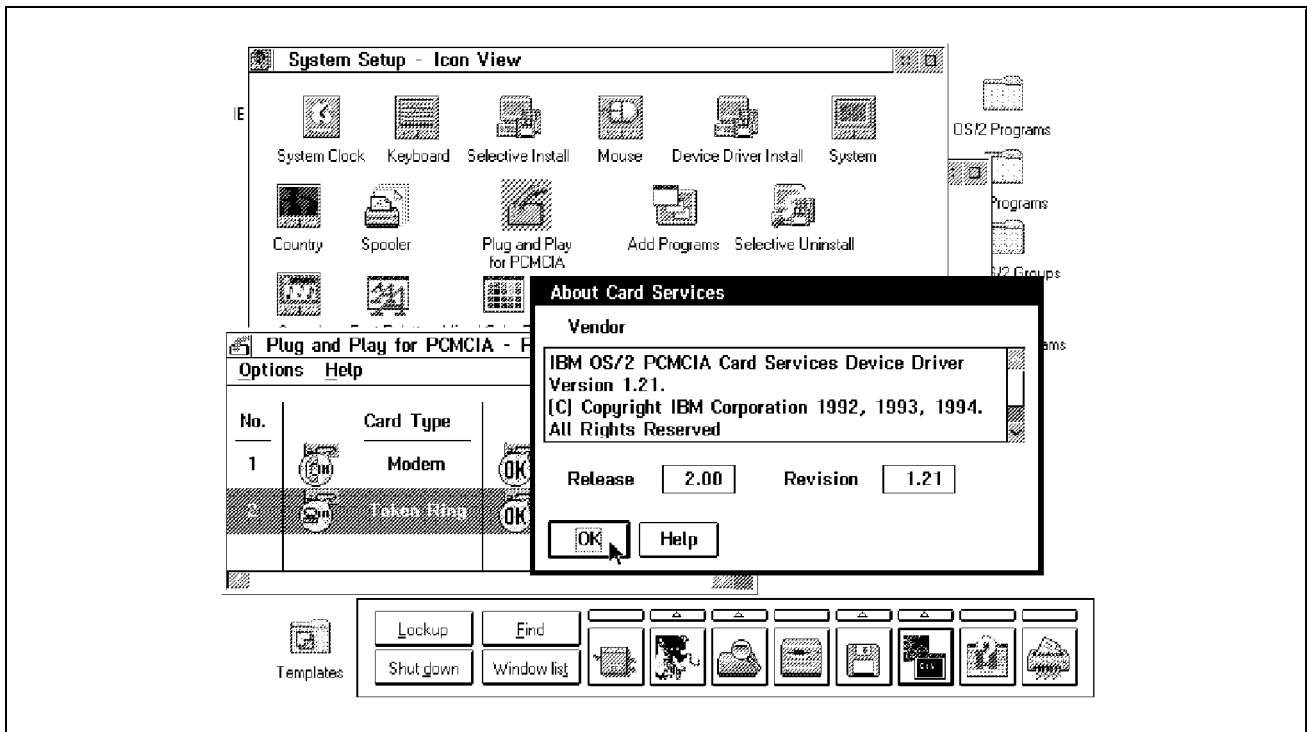 System Setup - Icon View
IE
System Clock
Keyboard
Selective Install
Mouse
Device Driver Install
System
OS/2 Programs
Country
Spooler
Plug and Play
for PCMCIA
Add Programs
Selective Uninstall
Programs
Groups
About Card Services
Vendor
IBM OS/2 PCMCIA Card Services Device Driver
Version 1.21.
(C) Copyright IBM Corporation 1992, 1993, 1994.
All Rights Reserved
Release 2.00 Revision 1.21
OK Help
Plug and Play for PCMCIA - F
Options Help
No. Card Type
1 Modem OK
2 Token Ring OK
ams
Templates
Lockup
Find
Shut down
Window list